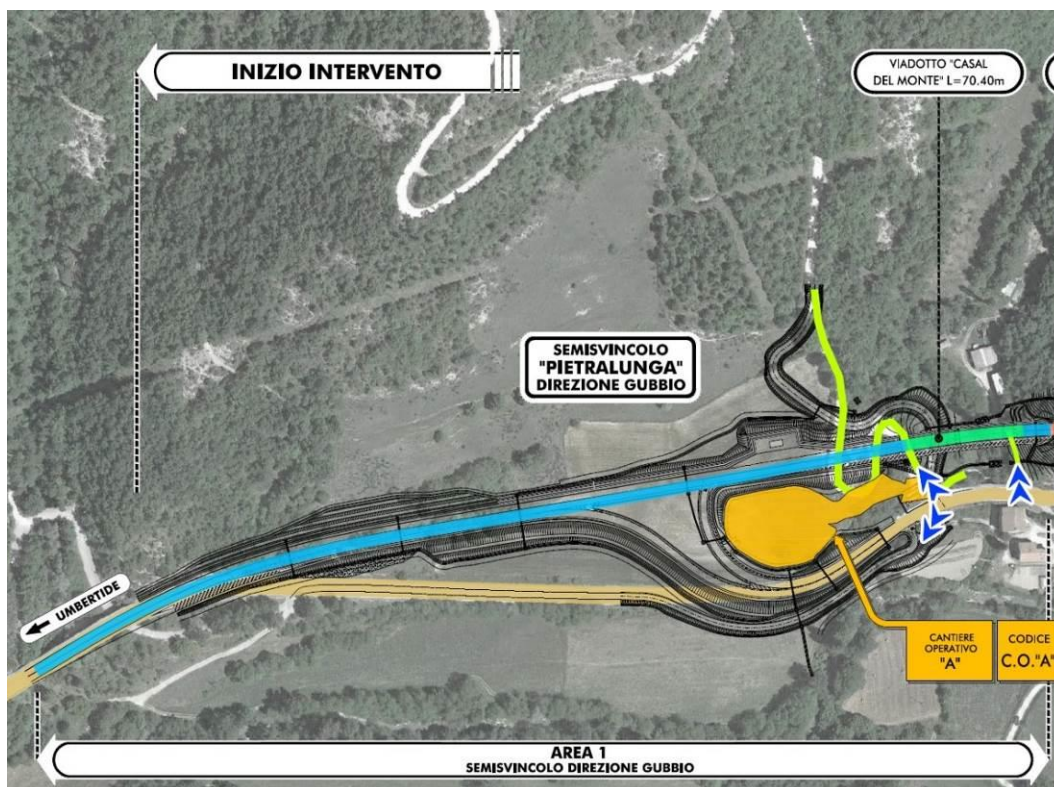 INIZIO INTERVENTO
VIADOTTO "CASAL
DEL MONTE" L=70.40m
SEMISVINCOLO
"PIETRALUNGA"
DIREZIONE GUBBIO
UMBERTIDE
CANTIERE
OPERATIVO
"A"
CODICE
C.O."A"
AREA 1
SEMISVINCOLO DIREZIONE GUBBIO